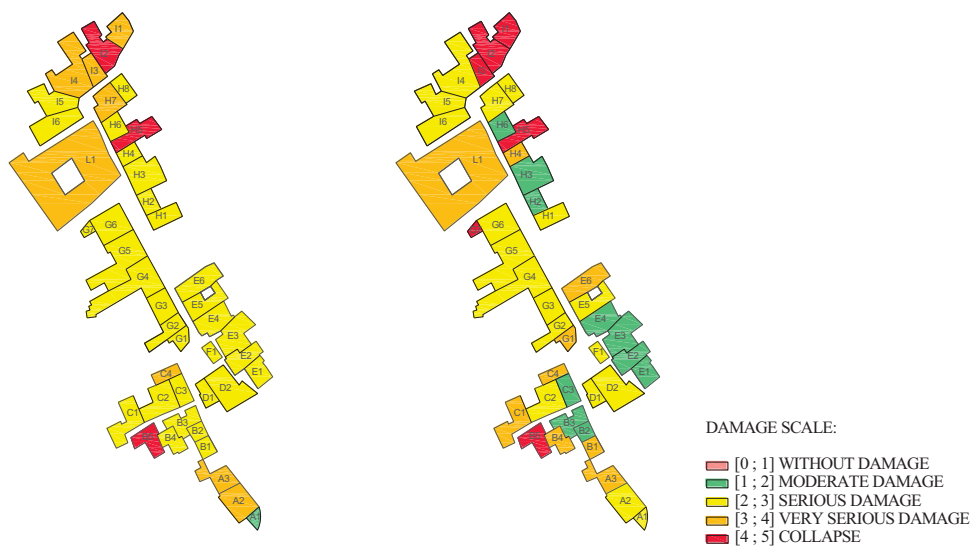 I1
I3
I4
H8
I5
H7
I6
H6
L1
H4
H3
H2
H1
G6
G7
G5
G4
E6
G3
E5
G2
E4
G1
E3
F1
E2
E1
C4
C3
D2
C2
D1
C1
B3
B2
B4
B1
A3
A2
A1
I4
H8
I5
H7
I6
H6
L1
H4
H3
H2
H1
G6
G5
G4
E6
G3
E5
G2
E4
G1
E3
F1
E2
E1
C4
C3
D2
C2
D1
C1
B3
B2
B4
B1
A3
A2
A1
DAMAGE SCALE:
[0 ; 1] WITHOUT DAMAGE
[1 ; 2] MODERATE DAMAGE
[2 ; 3] SERIOUS DAMAGE
[3 ; 4] VERY SERIOUS DAMAGE
[4 ; 5] COLLAPSE